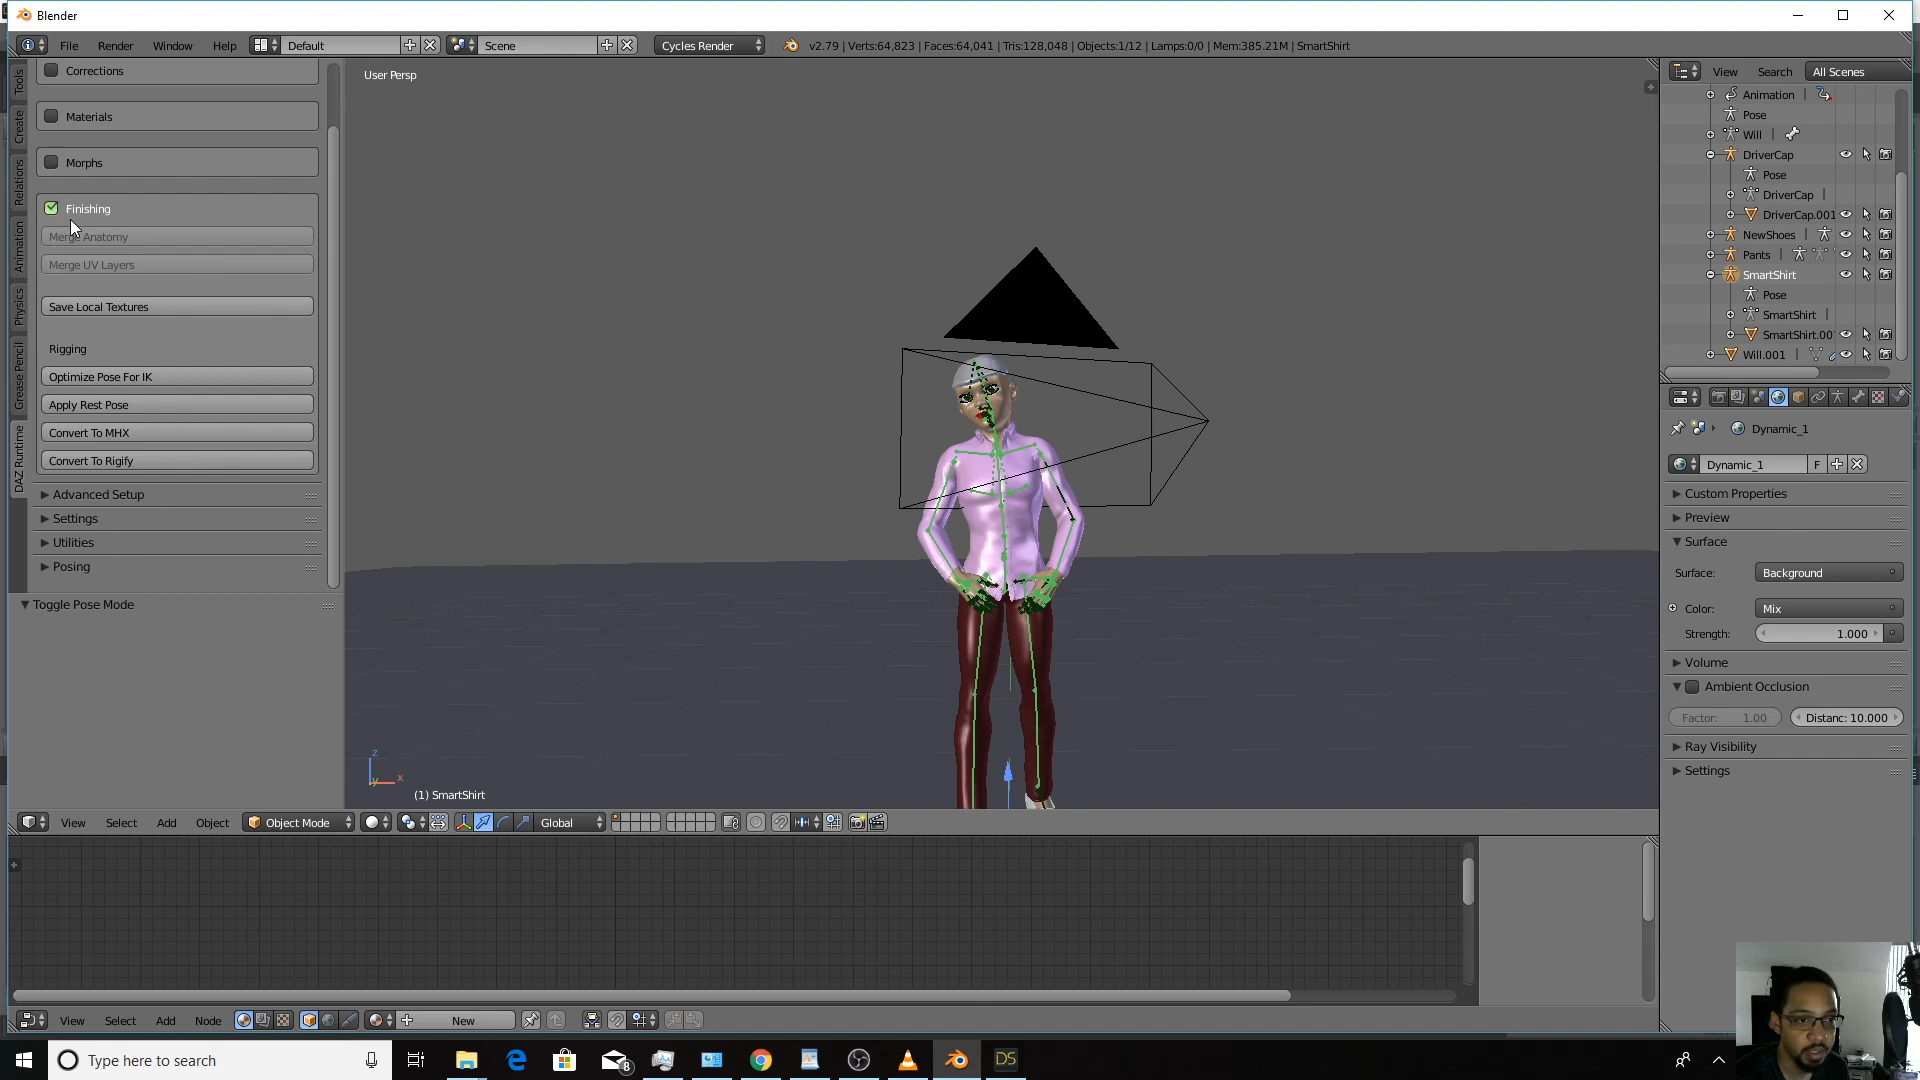 Blender
File Render Window Help Default Scene Cycles Render v2.79 | Verts:64,823 | Faces:64,041 | Tris:128,048 | Objects:1/12 | Lamps:0/0 | Mem:385.21M | SmartShirt
Tools
Create
Relations
Animation
Physics
Grease Pencil
DAZ Runtime
Corrections
Materials
Morphs
Finishing
Merge Anatomy
Merge UV Layers
Save Local Textures
Rigging
Optimize Pose For IK
Apply Rest Pose
Convert To MHX
Convert To Rigify
Advanced Setup
Settings
Utilities
Posing
Toggle Pose Mode
User Persp
z
y x
(1) SmartShirt
View Search All Scenes
Animation |
Pose
Will |
DriverCap
Pose
DriverCap |
DriverCap.001
NewShoes
Pants
SmartShirt
Pose
SmartShirt |
SmartShirt.00
Will.001 |
Dynamic_1
Dynamic_1 F
Custom Properties
Preview
Surface
Surface: Background
Color: Mix
Strength: 1.000
Volume
Ambient Occlusion
Factor: 1.00 Distanc: 10.000
Ray Visibility
Settings
View Select Add Object Object Mode Global
View Select Add Node New
Type here to search 8 DS